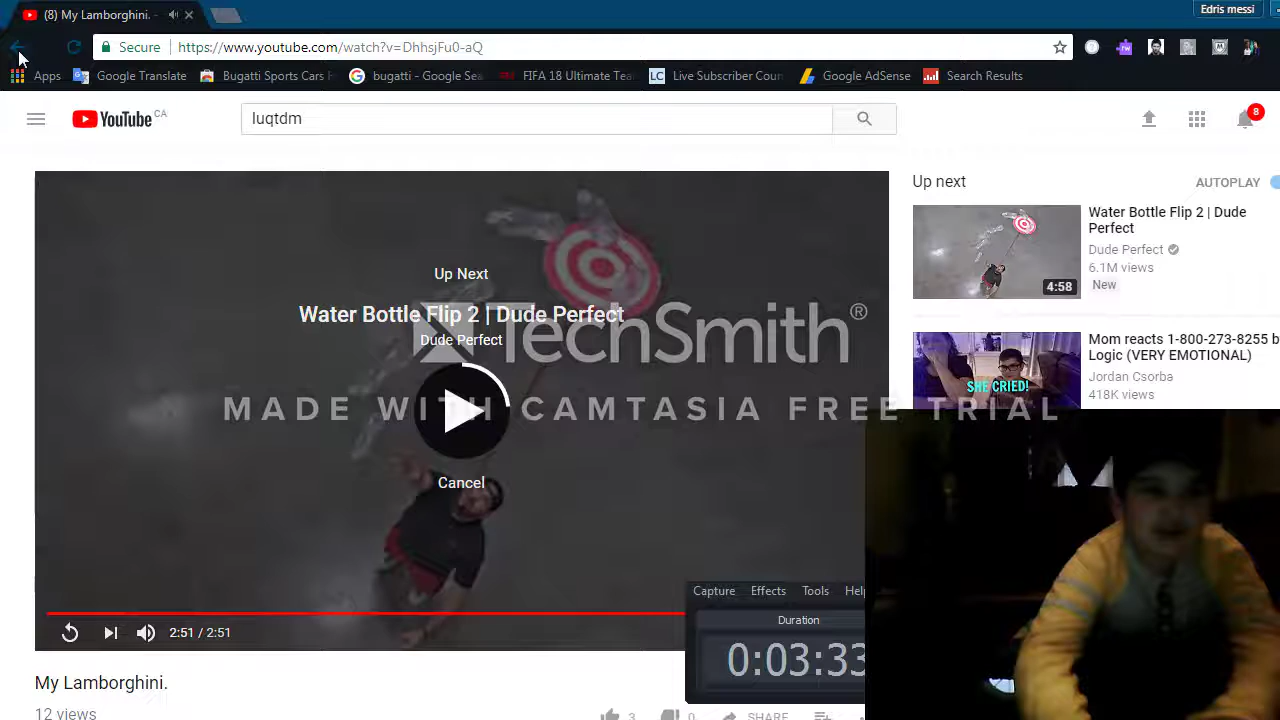 (8) My Lamborghini. -
Edris messi
Secure
https://www.youtube.com/watch?v=DhhsjFu0-aQ
Apps
Google Translate
Bugatti Sports Cars
bugatti - Google Sea
FIFA 18 Ultimate Tea
LC
Live Subscriber Coun
Google AdSense
Search Results
YouTube CA
luqtdm
8
Up next
AUTOPLAY
Water Bottle Flip 2 | Dude
Perfect
Dude Perfect
6.1M views
New
4:58
Mom reacts 1-800-273-8255 b
Logic (VERY EMOTIONAL)
Jordan Csorba
418K views
SHE CRIED!
Up Next
Water Bottle Flip 2 | Dude Perfect
Dude Perfect
TechSmith®
MADE WITH CAMTASIA FREE TRIAL
Cancel
2:51 / 2:51
Capture Effects Tools Hel
Duration
0:03:33
My Lamborghini.
12 views
3
0
SHARE